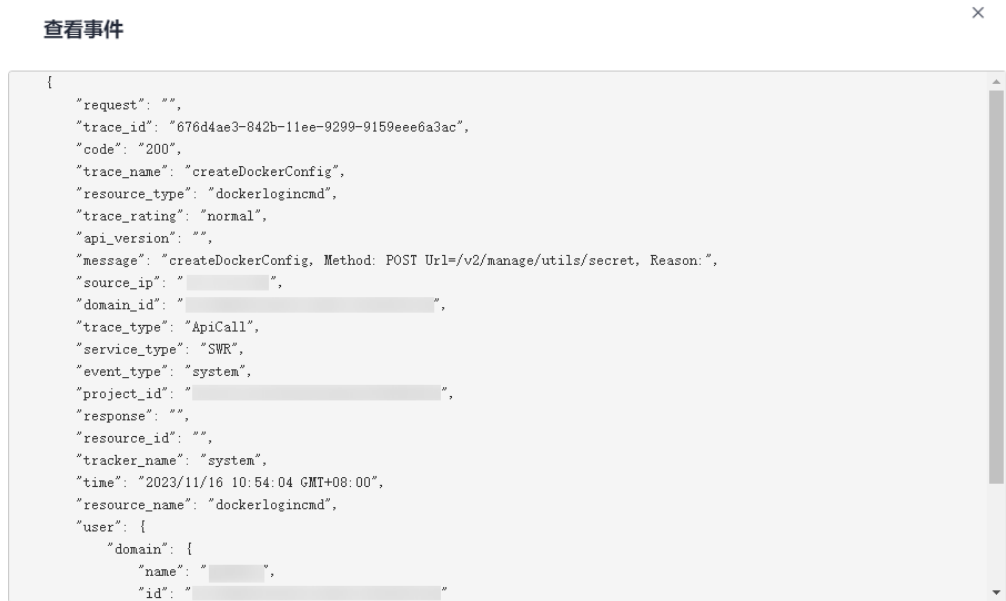 查看事件
{
"request": "",
"trace_id": "676d4ae3-842b-11ee-9299-9159eee6a3ac",
"code": "200",
"trace_name": "createDockerConfig",
"resource_type": "dockerlogincmd",
"trace_rating": "normal",
"api_version": "",
"message": "createDockerConfig, Method: POST Url=/v2/manage/utils/secret, Reason:",
"source_ip": "",
"domain_id": "",
"trace_type": "ApiCall",
"service_type": "SWR",
"event_type": "system",
"project_id": "",
"response": "",
"resource_id": "",
"tracker_name": "system",
"time": "2023/11/16 10:54:04 GMT+08:00",
"resource_name": "dockerlogincmd",
"user": {
"domain": {
"name": "",
"id": ""